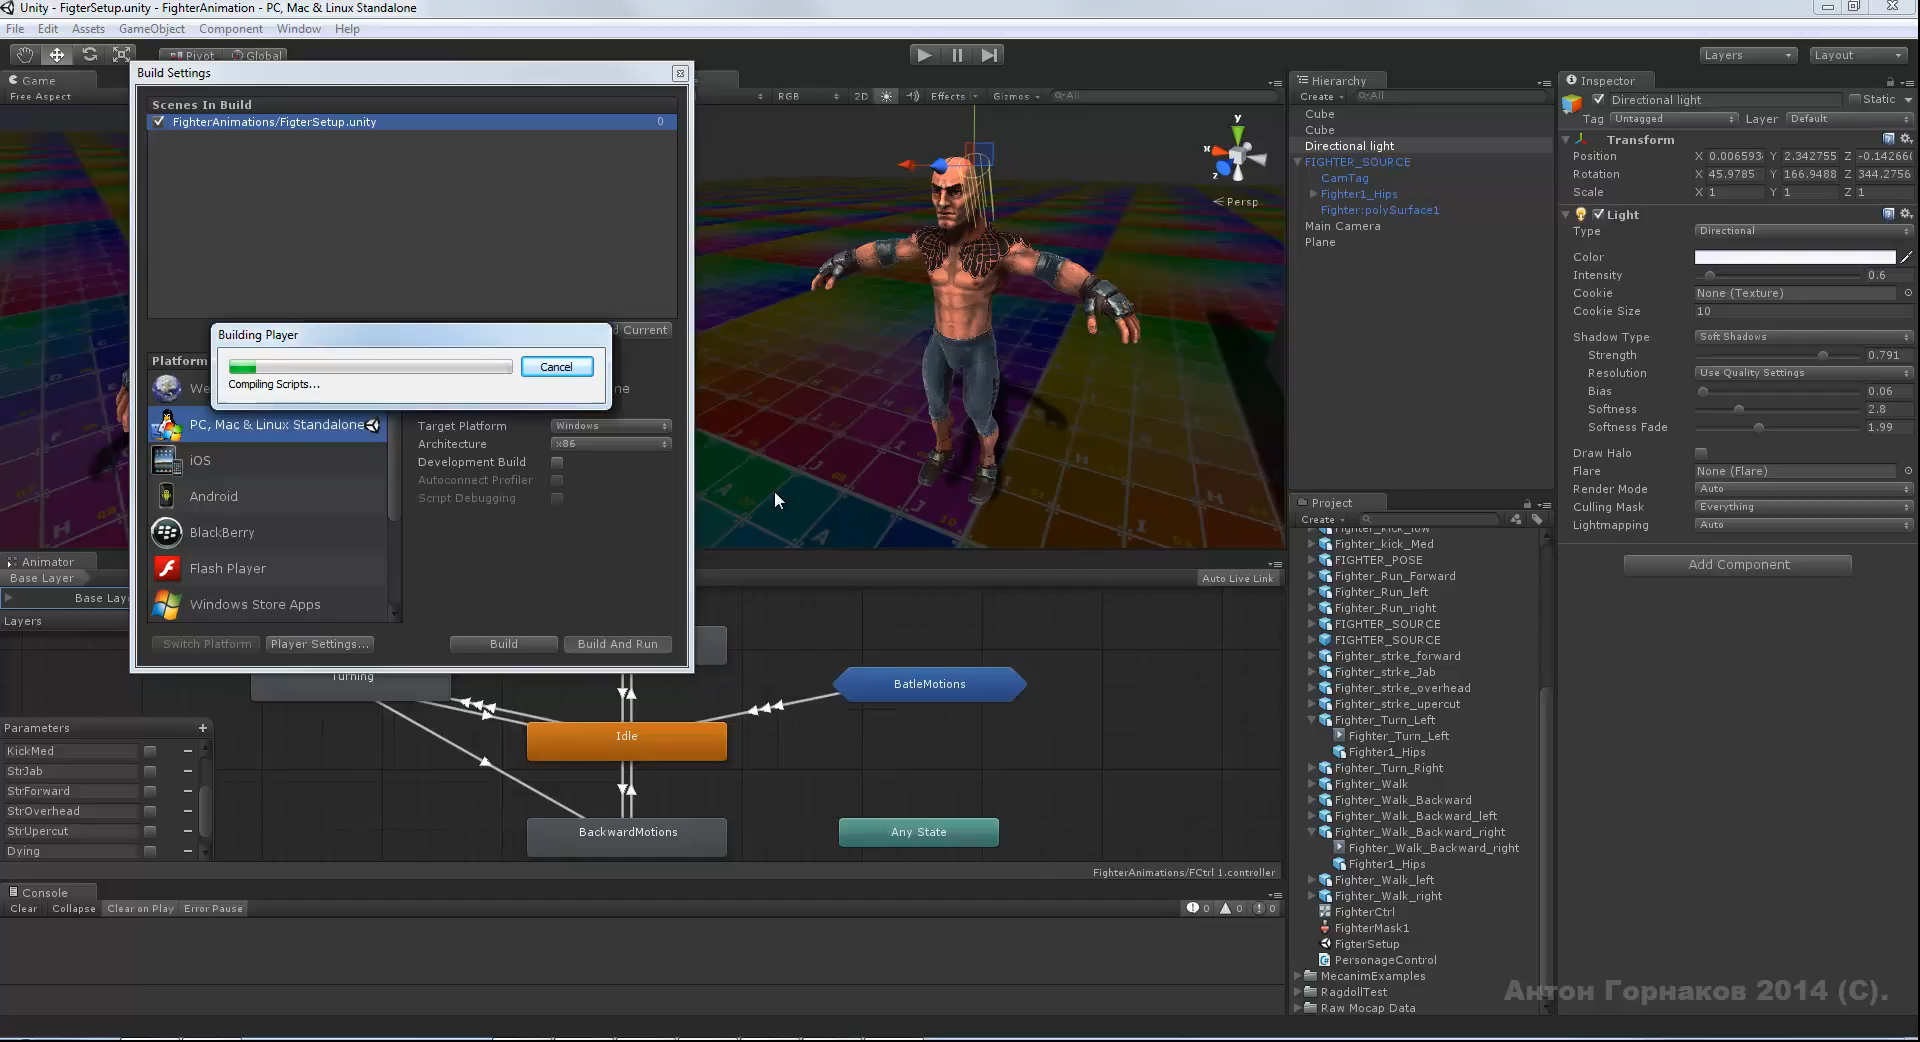 Unity - FigterSetup.unity - FighterAnimation - PC, Mac & Linux Standalone
File Edit Assets GameObject Component Window Help
Pivot Global Layers Layout
Game
Free Aspect
Build Settings
Scenes In Build
FighterAnimations/FigterSetup.unity 0
Current
Building Player
Cancel
Compiling Scripts...
Platform
We
ne
PC, Mac & Linux Standalone
iOS
Android
BlackBerry
Flash Player
Windows Store Apps
Target Platform Windows
Architecture x86
Development Build
Autoconnect Profiler
Script Debugging
Switch Platform Player Settings... Build Build And Run
RGB 2D Effects Gizmos All
y
x
z
Persp
Hierarchy
Create All
Cube
Cube
Directional light
FIGHTER_SOURCE
CamTag
Fighter1_Hips
Fighter:polySurface1
Main Camera
Plane
Inspector
Directional light Static
Tag Untagged Layer Default
Transform
Position X 0.006593 Y 2.342755 Z -0.14266(
Rotation X 45.9785 Y 166.9488 Z 344.2756
Scale X 1 Y 1 Z 1
Light
Type Directional
Color
Intensity 0.6
Cookie None (Texture)
Cookie Size 10
Shadow Type Soft Shadows
Strength 0.791
Resolution Use Quality Settings
Bias 0.06
Softness 2.8
Softness Fade 1.99
Draw Halo
Flare None (Flare)
Render Mode Auto
Culling Mask Everything
Lightmapping Auto
Add Component
Project
Create
Fighter_kick_low
Fighter_kick_Med
FIGHTER_POSE
Fighter_Run_Forward
Fighter_Run_left
Fighter_Run_right
FIGHTER_SOURCE
FIGHTER_SOURCE
Fighter_strke_forward
Fighter_strke_Jab
Fighter_strke_overhead
Fighter_strke_upercut
Fighter_Turn_Left
Fighter_Turn_Left
Fighter1_Hips
Fighter_Turn_Right
Fighter_Walk
Fighter_Walk_Backward
Fighter_Walk_Backward_left
Fighter_Walk_Backward_right
Fighter_Walk_Backward_right
Fighter1_Hips
Fighter_Walk_left
Fighter_Walk_right
FighterCtrl
FighterMask1
FigterSetup
PersonageControl
MecanimExamples
RagdollTest
Raw Mocap Data
Animator
Base Layer Auto Live Link
Base Laye
Layers
Turning
BatleMotions
Idle
BackwardMotions
Any State
FighterAnimations/FCtrl 1.controller
Parameters +
KickMed
StrJab
StrForward
StrOverhead
StrUpercut
Dying
Console
Clear Collapse Clear on Play Error Pause 0 0 0
Антон Горнаков 2014 (С).